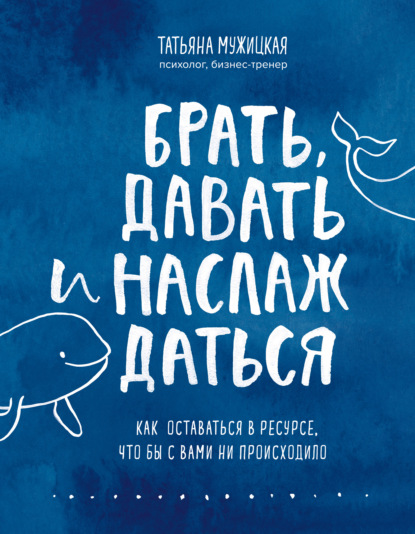 ТАТЬЯНА МУЖИЦКАЯ
психолог, бизнес-тренер
БРАТЬ,
ДАВАТЬ
И НАСЛАЖ
ДАТЬСЯ
КАК ОСТАВАТЬСЯ В РЕСУРСЕ,
ЧТО БЫ С ВАМИ НИ ПРОИСХОДИЛО